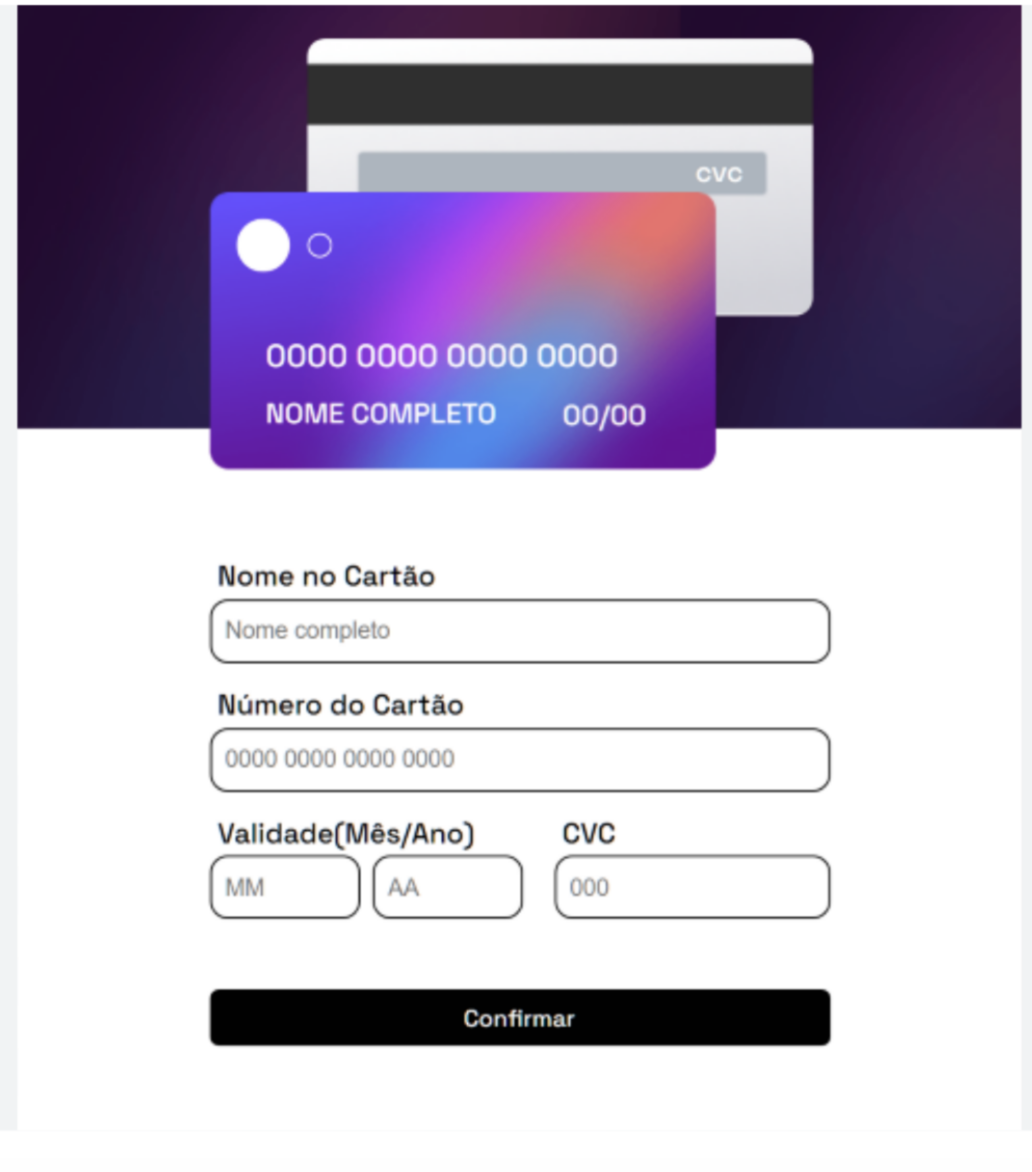 CVC
0000 0000 0000 0000
NOME COMPLETO 00/00
Nome no Cartão
Nome completo
Número do Cartão
0000 0000 0000 0000
Validade(Mês/Ano) CVC
MM AA 000
Confirmar